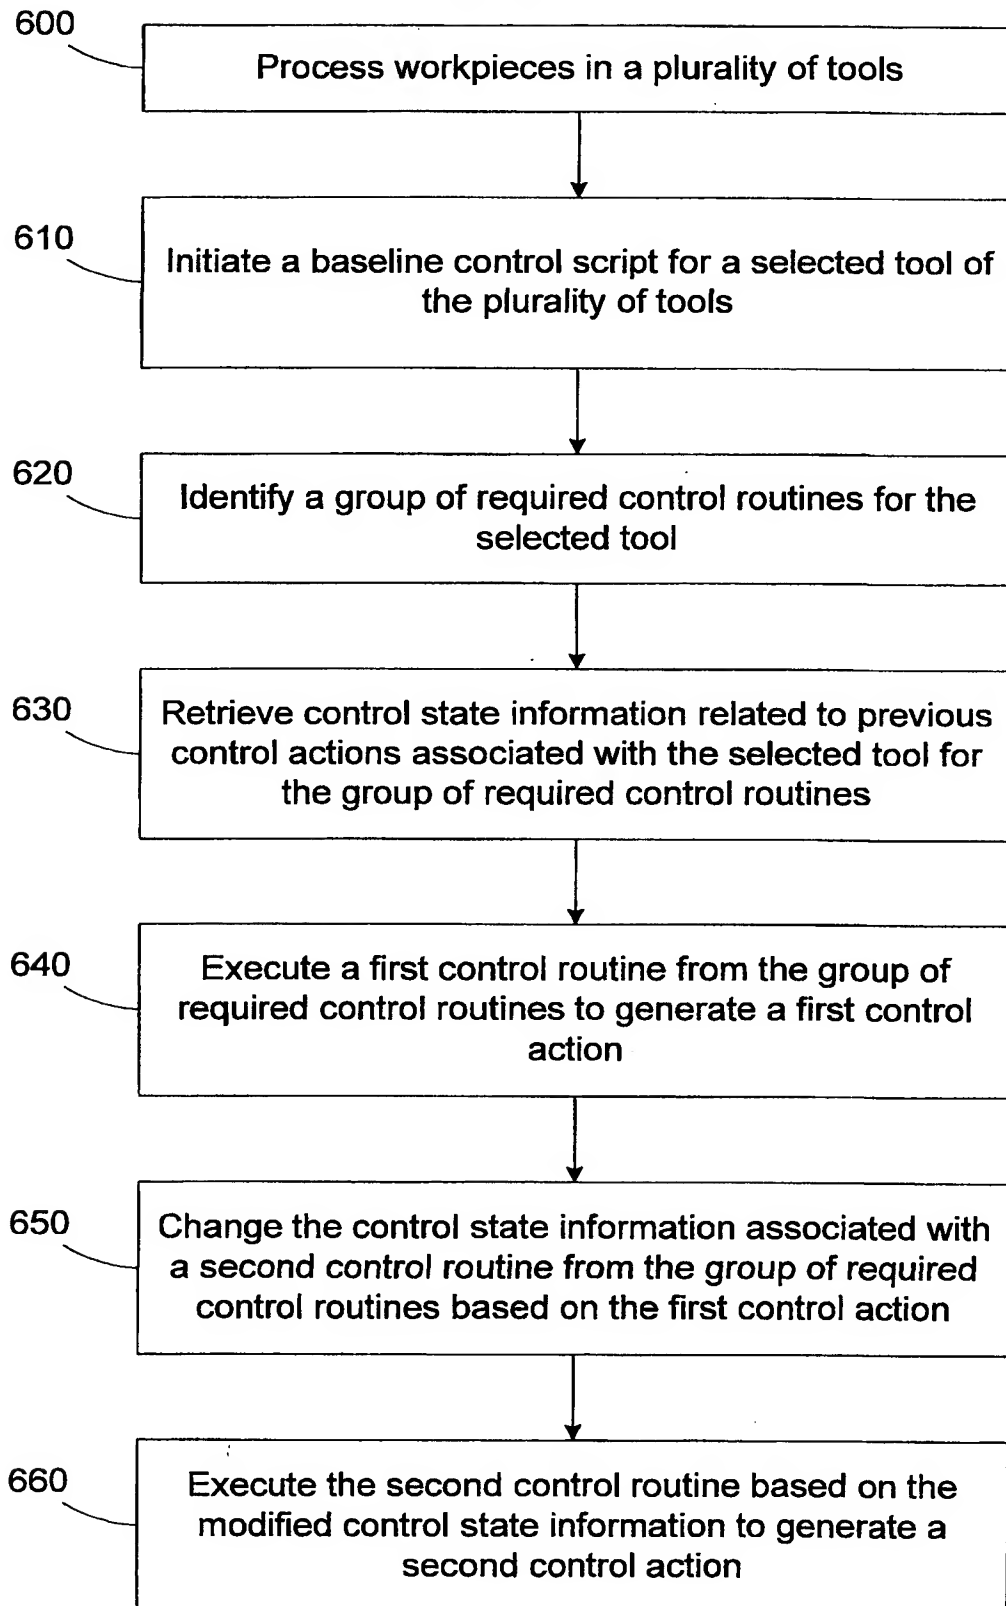 600
Process workpieces in a plurality of tools
610
Initiate a baseline control script for a selected tool of
the plurality of tools
620
Identify a group of required control routines for the
selected tool
630
Retrieve control state information related to previous
control actions associated with the selected tool for
the group of required control routines
640
Execute a first control routine from the group of
required control routines to generate a first control
action
650
Change the control state information associated with
a second control routine from the group of required
control routines based on the first control action
660
Execute the second control routine based on the
modified control state information to generate a
second control action